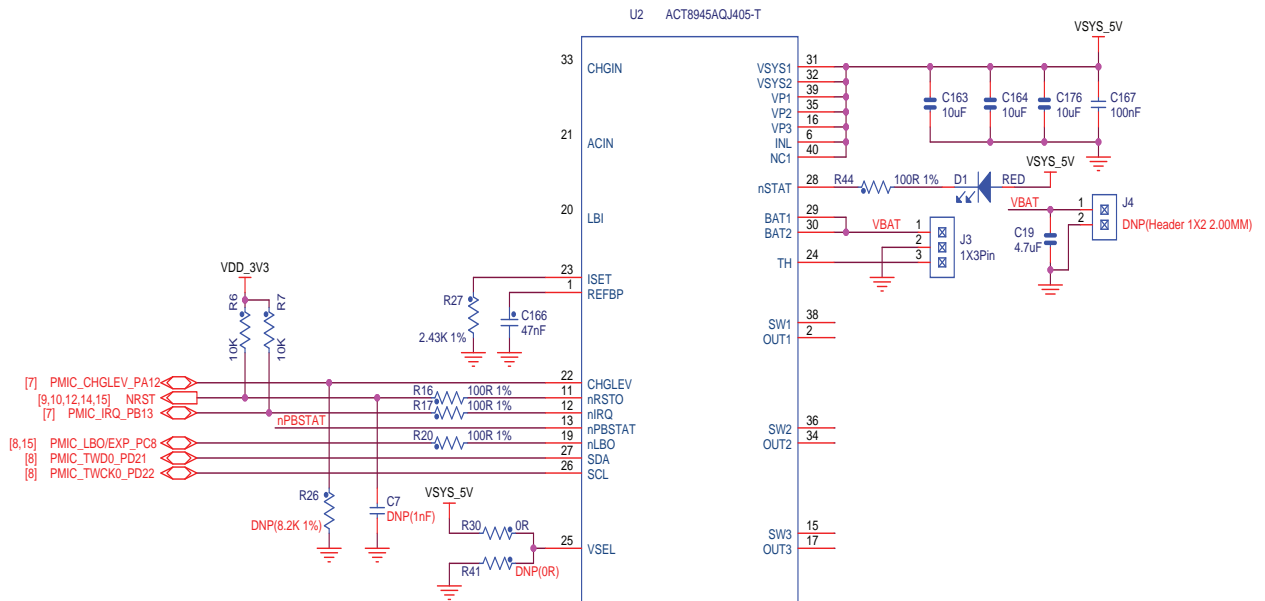 U2 ACT8945AQJ405-T
VSYS_5V
33 CHGIN
VSYS1 31
VSYS2 32
VP1 39
VP2 35
VP3 16
INL 6
NC1 40
C163 10uF
C164 10uF
C176 10uF
C167 100nF
21 ACIN
VSYS_5V
nSTAT 28 R44 100R 1% D1 RED
20 LBI
BAT1 29
BAT2 30
VBAT 1
2
TH 24 3
J3
1X3Pin
VBAT 1
2
J4
DNP(Header 1X2 2.00MM)
C19
4.7uF
VDD_3V3
R6 10K
R7 10K
23 ISET
1 REFBP
R27
2.43K 1%
C166
47nF
SW1 38
OUT1 2
[7] PMIC_CHGLEV_PA12 22 CHGLEV
[9,10,12,14,15] NRST R16 100R 1% 11 nRSTO
[7] PMIC_IRQ_PB13 R17 100R 1% 12 nIRQ
nPBSTAT 13 nPBSTAT
[8,15] PMIC_LBO/EXP_PC8 R20 100R 1% 19 nLBO
[8] PMIC_TWD0_PD21 27 SDA
[8] PMIC_TWCK0_PD22 26 SCL
SW2 36
OUT2 34
R26
DNP(8.2K 1%)
C7
DNP(1nF)
VSYS_5V
R30 0R
25 VSEL
R41 DNP(0R)
SW3 15
OUT3 17